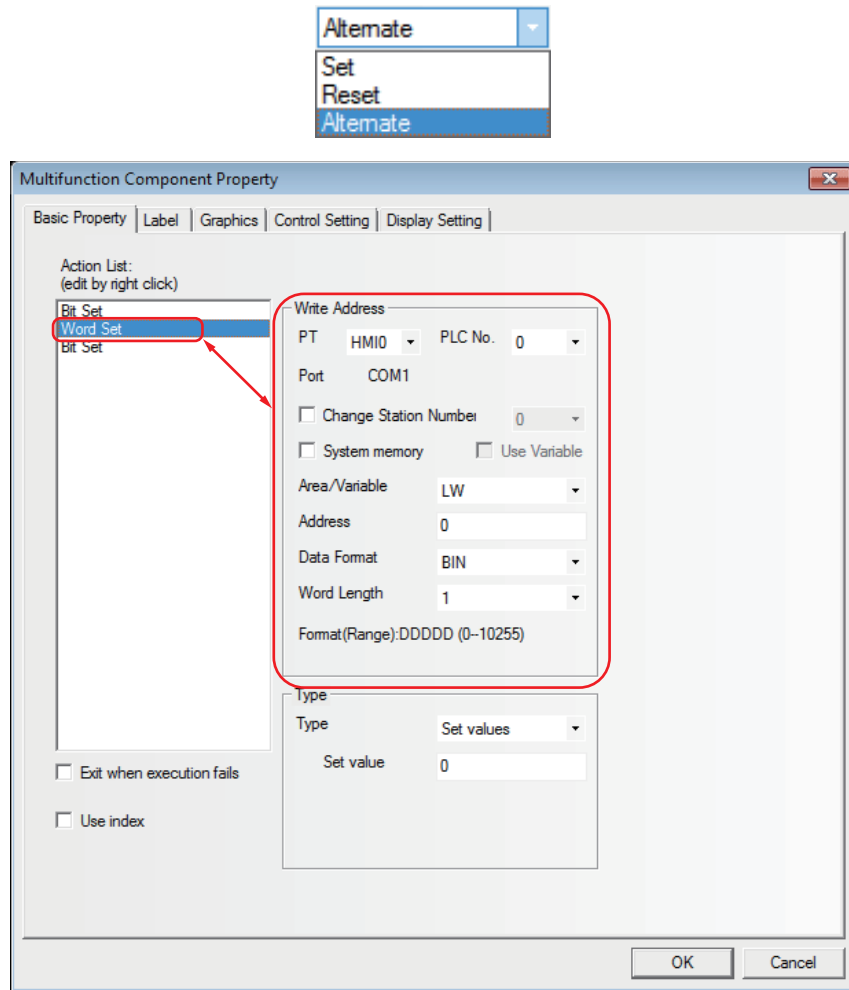 Alternate
Set
Reset
Alternate
Multifunction Component Property
Basic Property Label Graphics Control Setting Display Setting
Action List:
(edit by right click)
Bit Set
Word Set
Bit Set
Exit when execution fails
Use index
Write Address
PT HMI0 PLC No. 0
Port COM1
Change Station Number 0
System memory Use Variable
Area/Variable LW
Address 0
Data Format BIN
Word Length 1
Format(Range):DDDDD (0--10255)
Type
Type Set values
Set value 0
OK Cancel